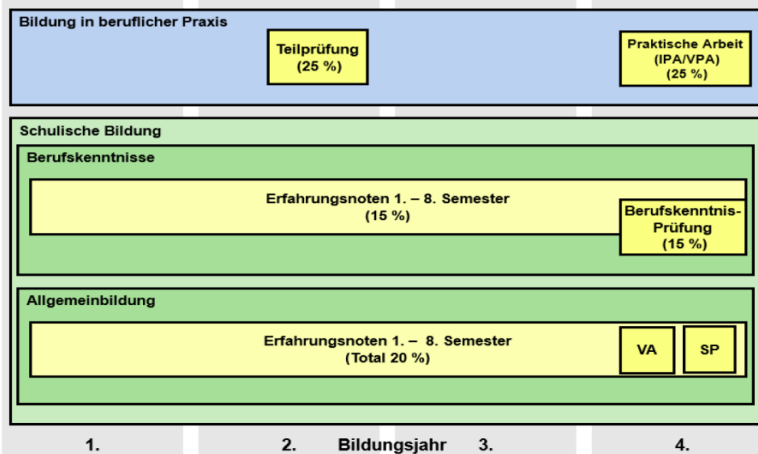 Bildung in beruflicher Praxis
Teilprüfung
(25 %)
Praktische Arbeit
(IPA/VPA)
(25 %)
Schulische Bildung
Berufskenntnisse
Erfahrungsnoten 1. – 8. Semester
(15 %)
Berufskenntnis-
Prüfung
(15 %)
Allgemeinbildung
Erfahrungsnoten 1. – 8. Semester
(Total 20 %)
VA
SP
1. 2. Bildungsjahr 3. 4.